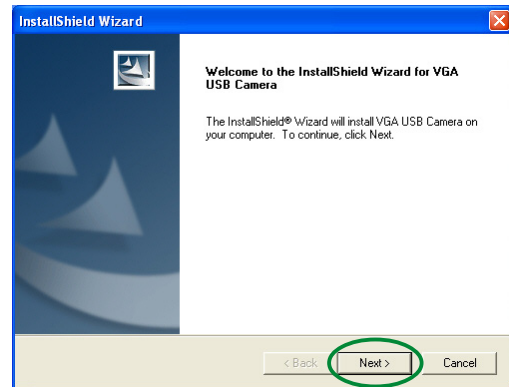 InstallShield Wizard
Welcome to the InstallShield Wizard for VGA
USB Camera
The InstallShield® Wizard will install VGA USB Camera on
your computer. To continue, click Next.
< Back
Next >
Cancel